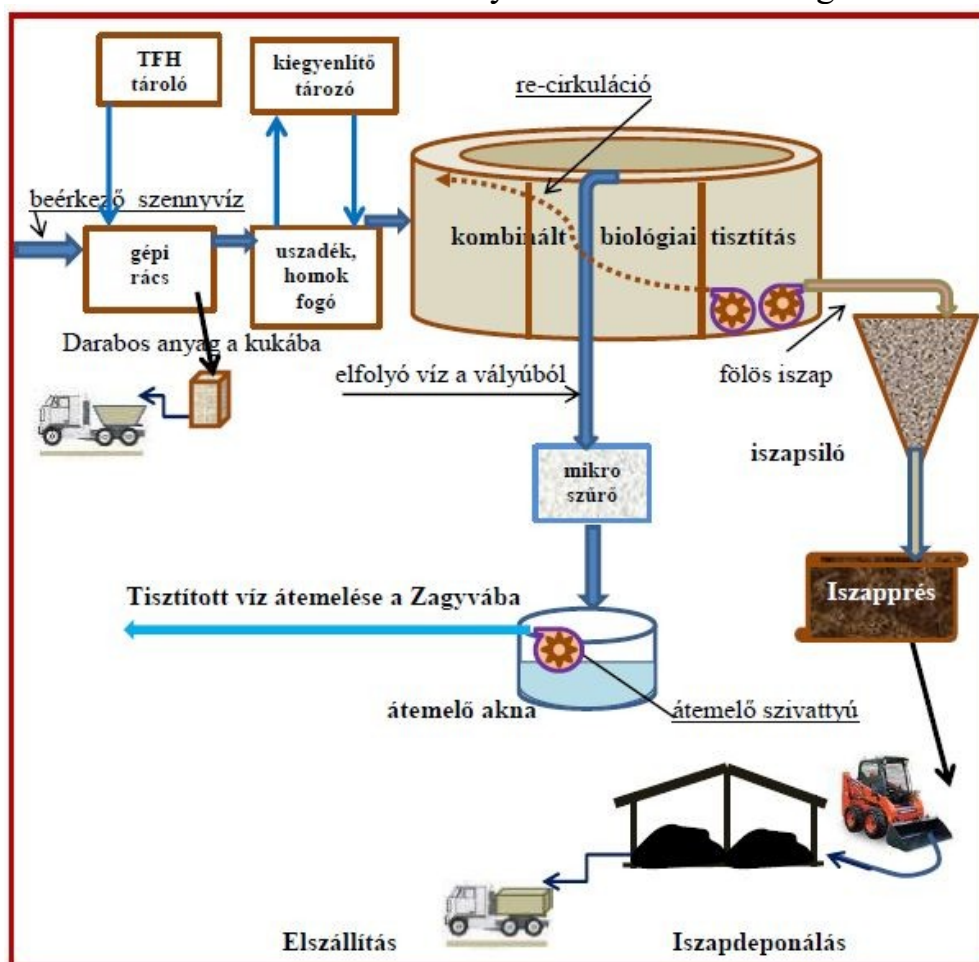 TFH
tároló
kiegyenlítő
tározó
re-cirkuláció
beérkező szennyvíz
gépi
rács
uszadék,
homok
fogó
kombinált biológiai tisztítás
Darabos anyag a kukába
elfolyó víz a vályúból
fölös iszap
mikro
szűrő
iszapsiló
Tisztított víz átemelése a Zagyvába
Iszapprés
átemelő akna
átemelő szivattyú
Elszállítás
Iszapdeponálás